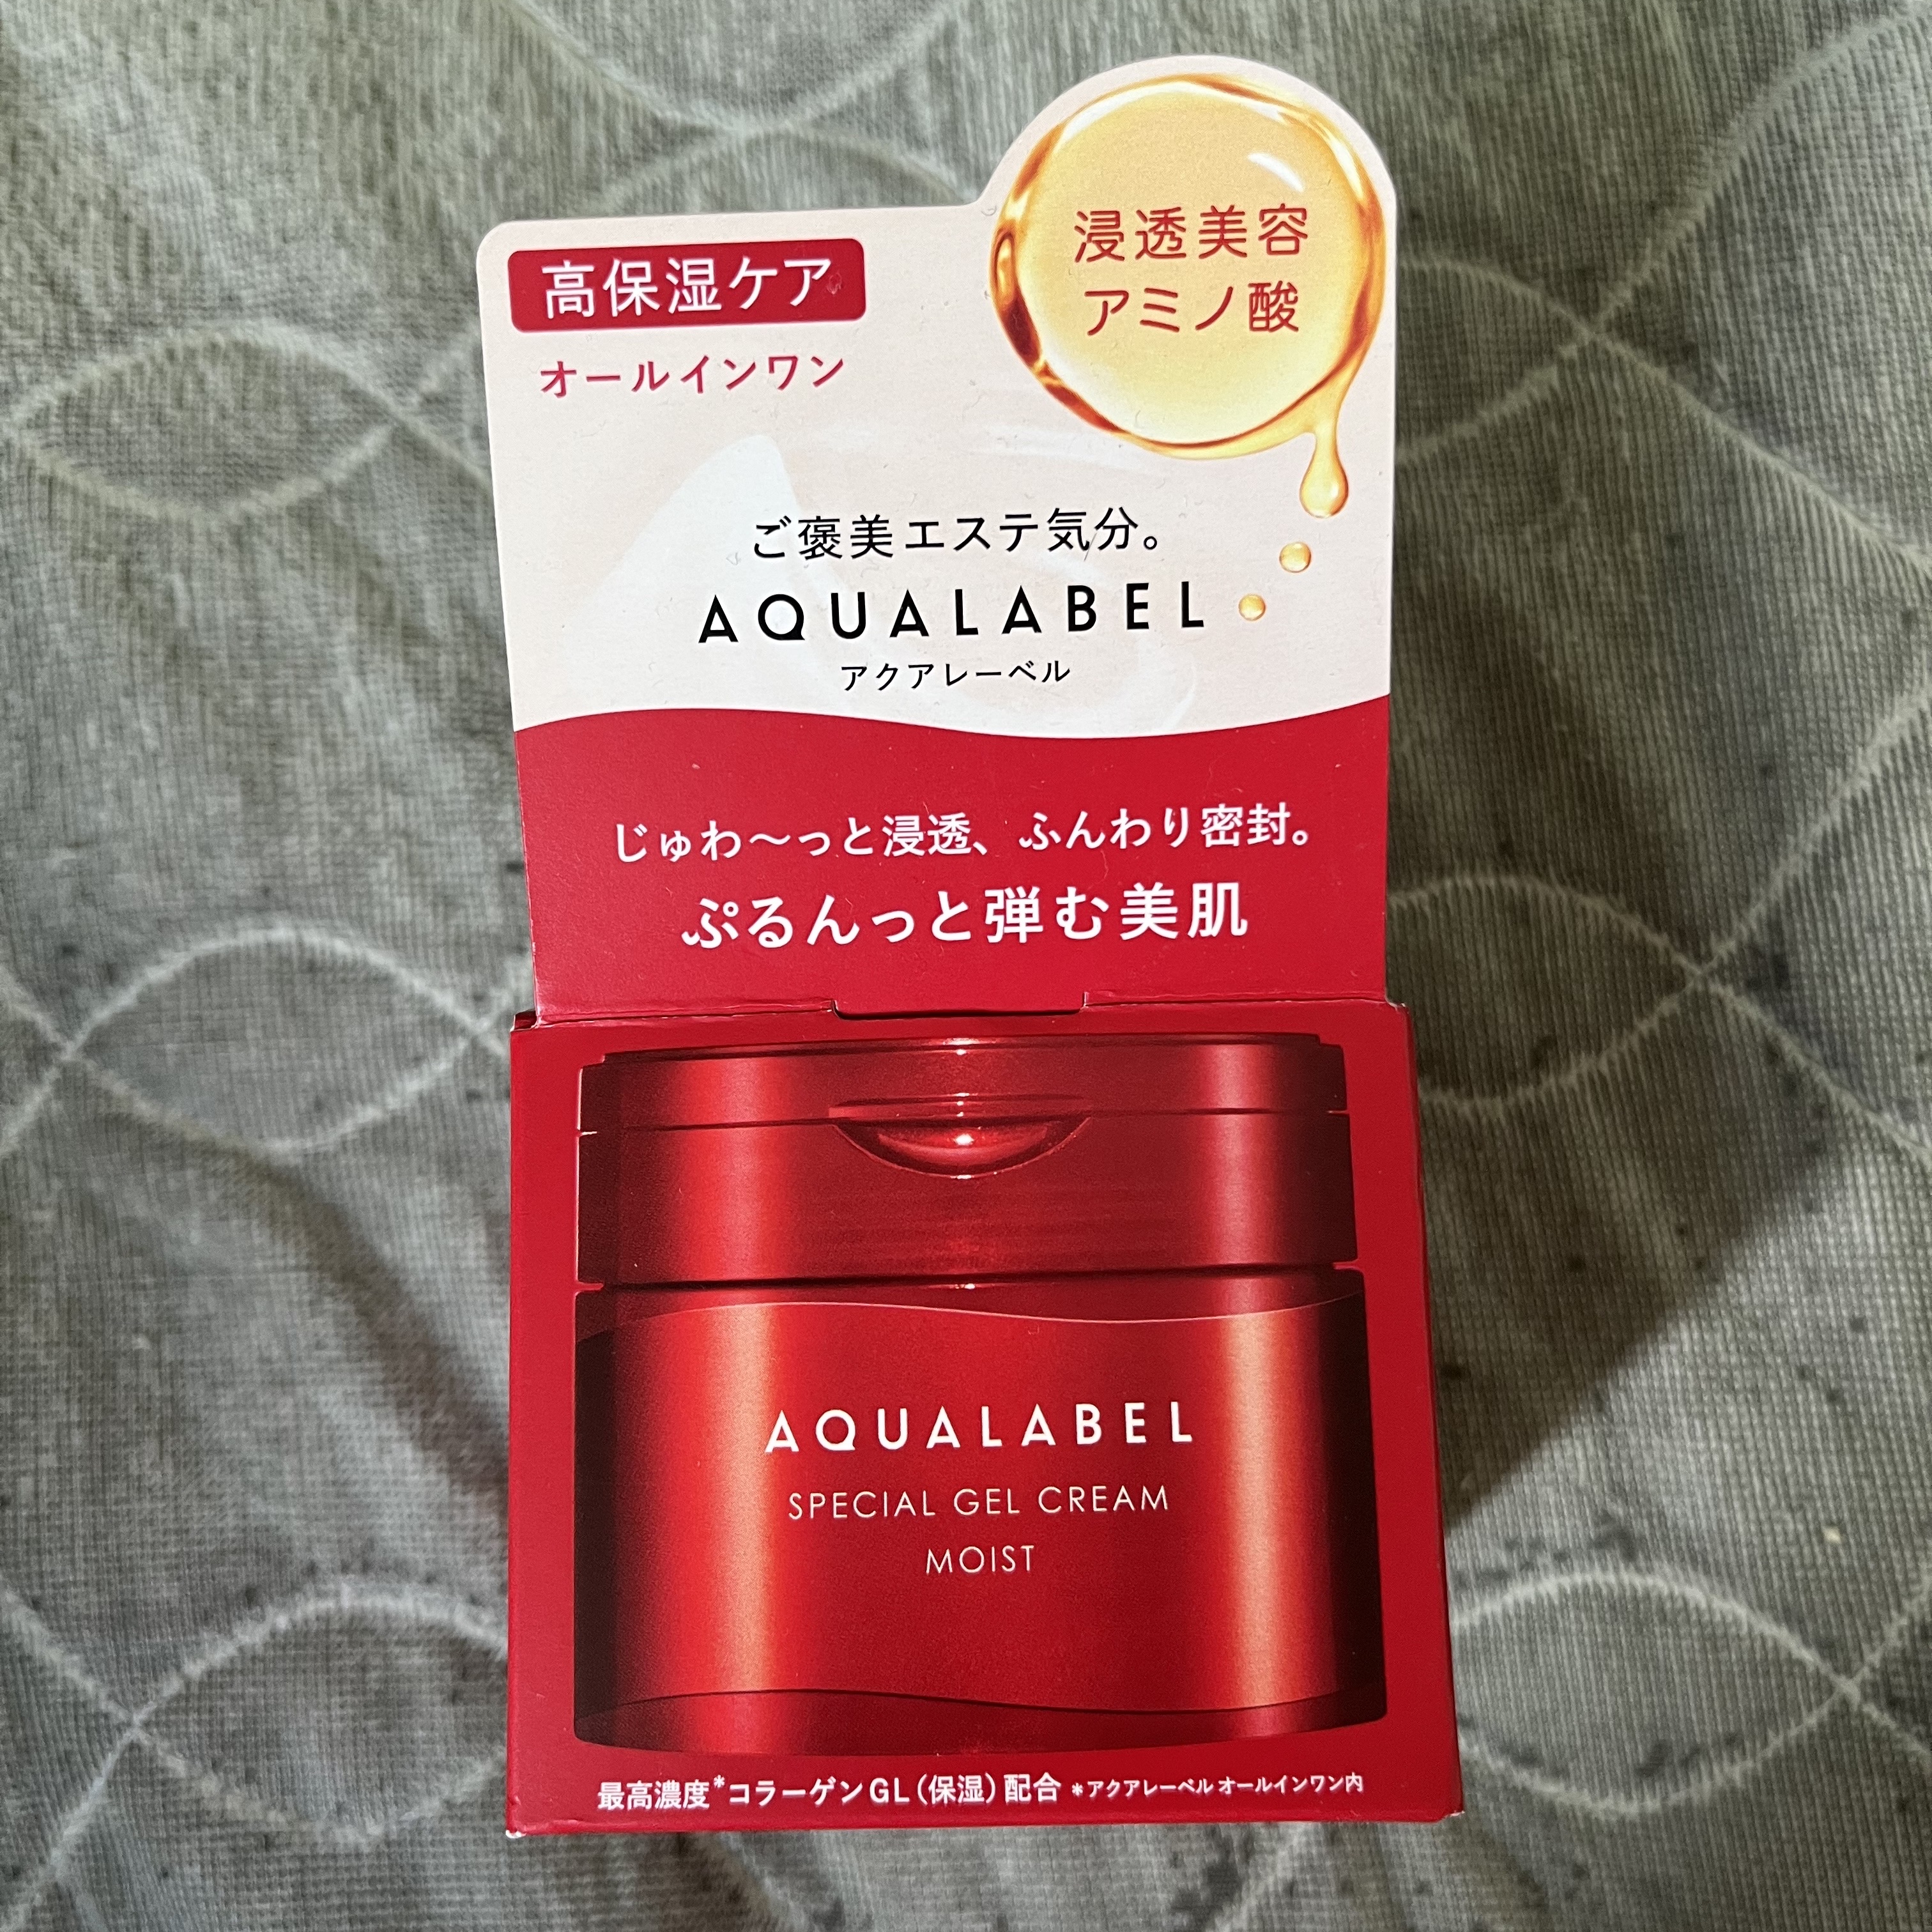 浸透美容
アミノ酸
高保湿ケア
オールインワン
ご褒美エステ気分。
AQUALABEL
アクアレーベル
じゅわ～っと浸透、ふんわり密封。
ぷるんっと弾む美肌
AQUALABEL
SPECIAL GEL CREAM
MOIST
最高濃度*コラーゲンGL(保湿)配合 *アクアレーベル オールインワン内